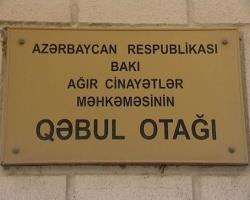 AZƏRBAYCAN RESPUBLİKASI
BAKI
AĞIR CİNAYƏTLƏR
MƏHKƏMƏSİNİN
QƏBUL OTAĞI